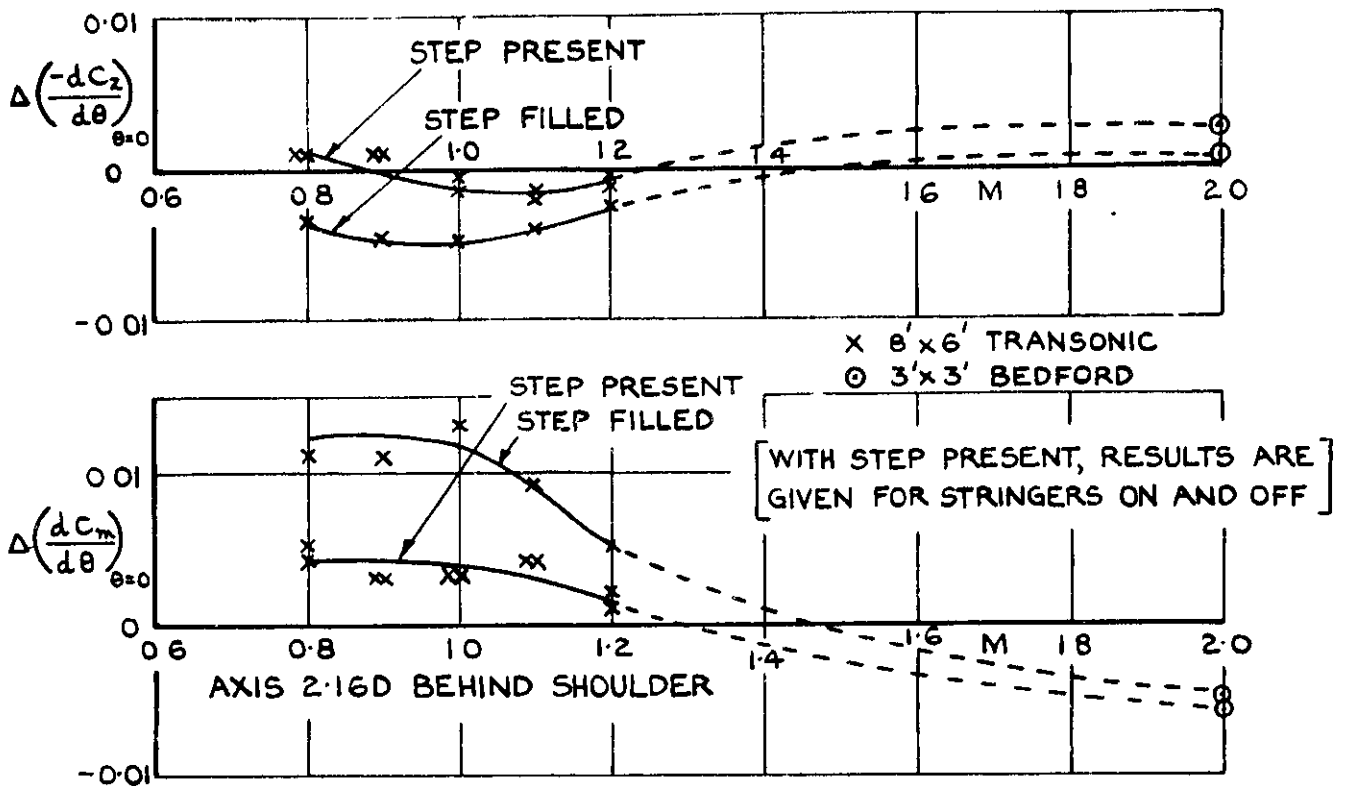 0.01
STEP PRESENT
Δ(-dC_z/dθ)θ=0
STEP FILLED
1.0 1.2 1.4
0
0.6 0.8 1.6 M 1.8 2.0
-0.01
× 8'×6' TRANSONIC
⊙ 3'×3' BEDFORD
STEP PRESENT
STEP FILLED
[WITH STEP PRESENT, RESULTS ARE
GIVEN FOR STRINGERS ON AND OFF]
0.01
Δ(dC_m/dθ)θ=0
0
0.6 0.8 1.0 1.2 1.4 1.6 M 1.8 2.0
AXIS 2.16D BEHIND SHOULDER
-0.01